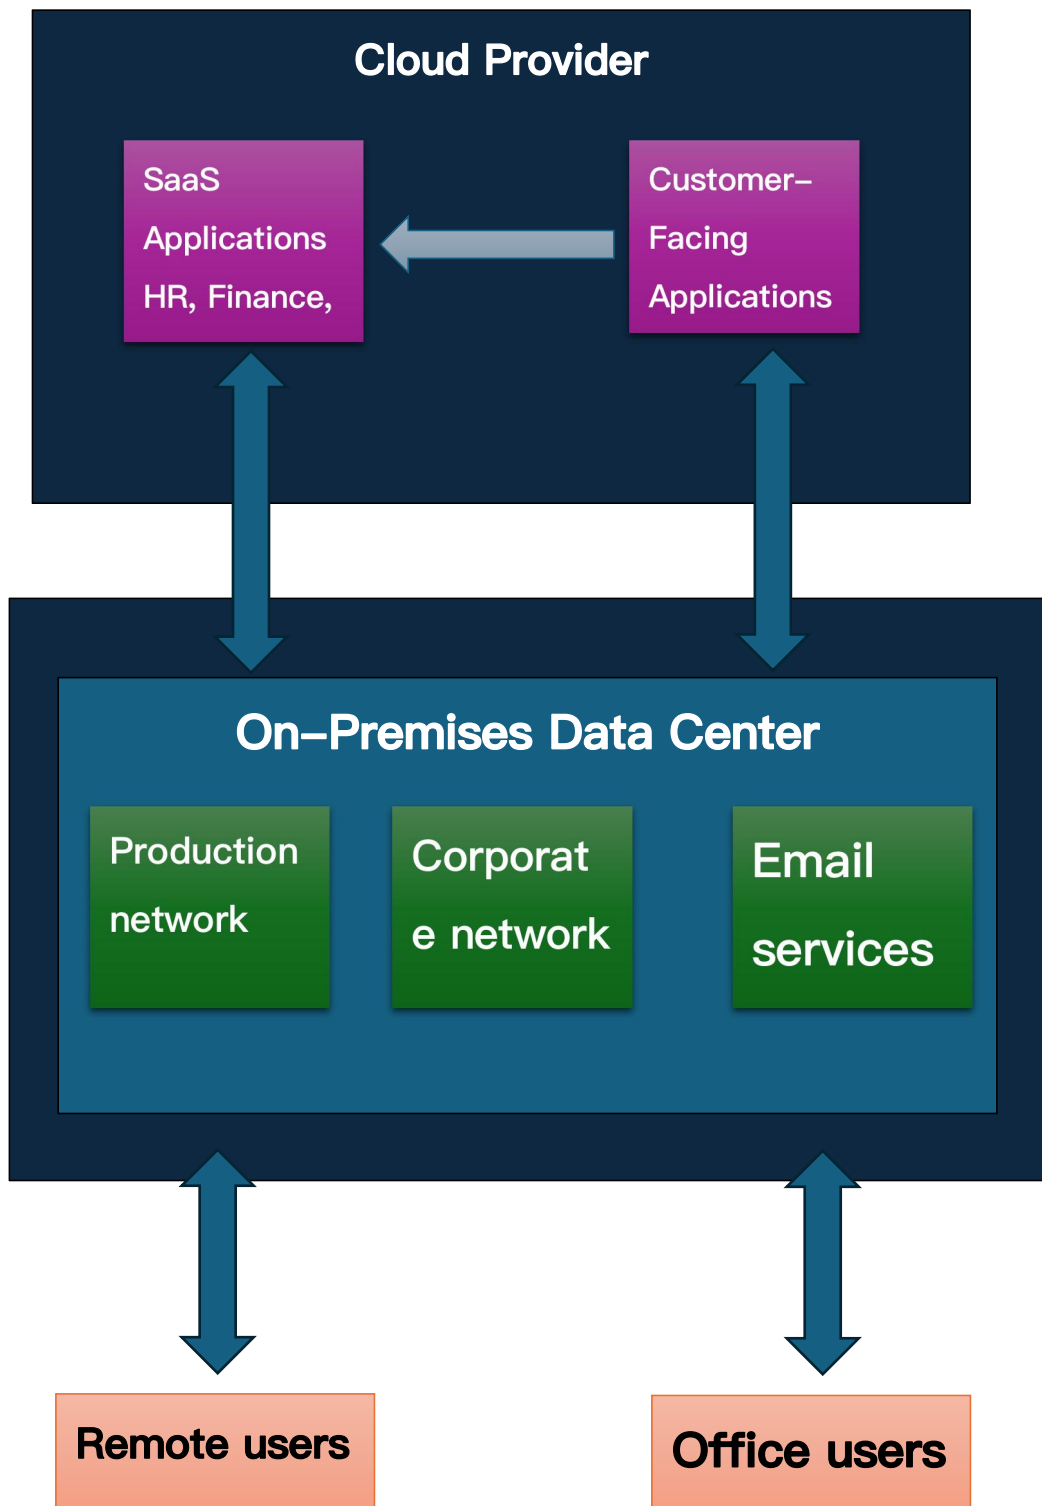 Cloud Provider
SaaS
Applications
HR, Finance,
Customer–
Facing
Applications
On–Premises Data Center
Production
network
Corporat
e network
Email
services
Remote users
Office users